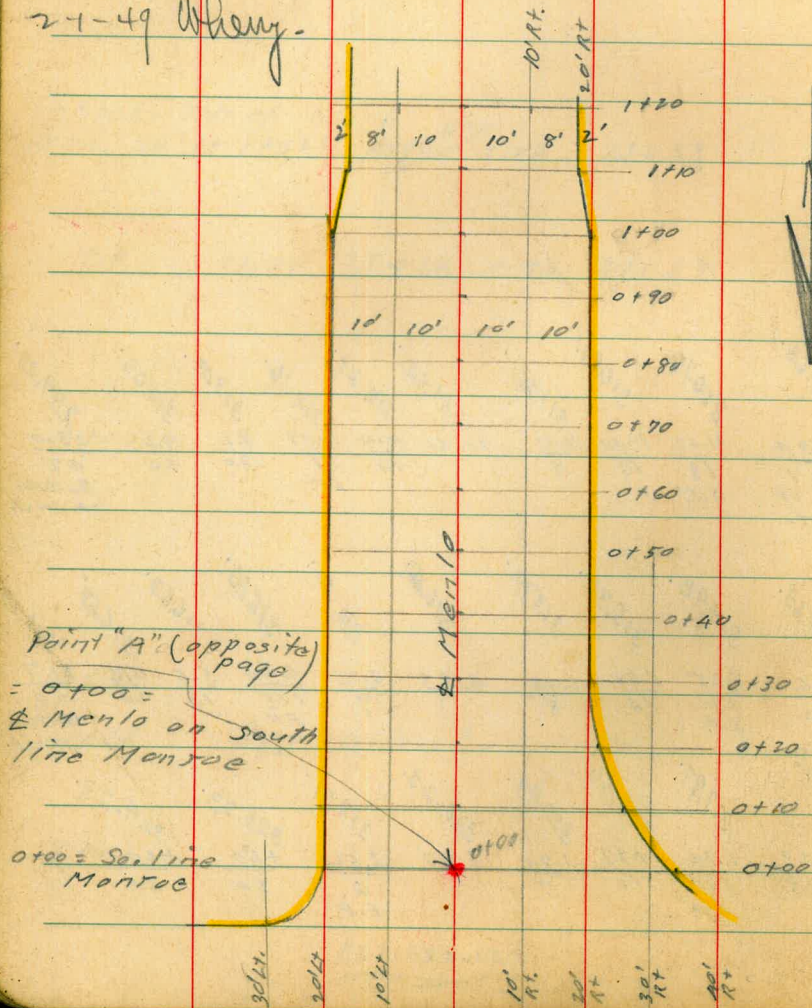 2-1-49 Wheny.
10' Rt.
20' Rt
1+20
2' 8' 10 10' 8' 2'
1+10
1+00
0+90
10' 10' 10' 10'
0+80
0+70
0+60
0+50
℄ Menlo
0+40
Point "A" (opposite
page)
= 0+00 =
℄ Menlo on south
line Monroe
0+30
0+20
0+10
0+00
0+00 = So. line
Monroe
0+00
30' Lt.
20' Lt
10' Lt
10' Rt.
20' Rt
30' Rt
40' Rt